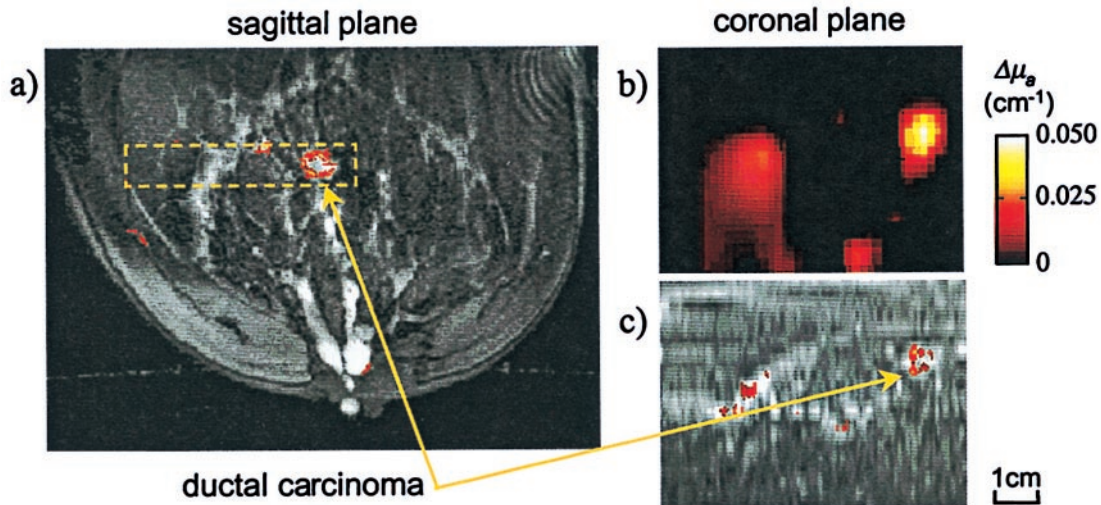 sagittal plane
coronal plane
a)
b)
Δμa
(cm-1)
0.050
0.025
0
c)
ductal carcinoma
1cm